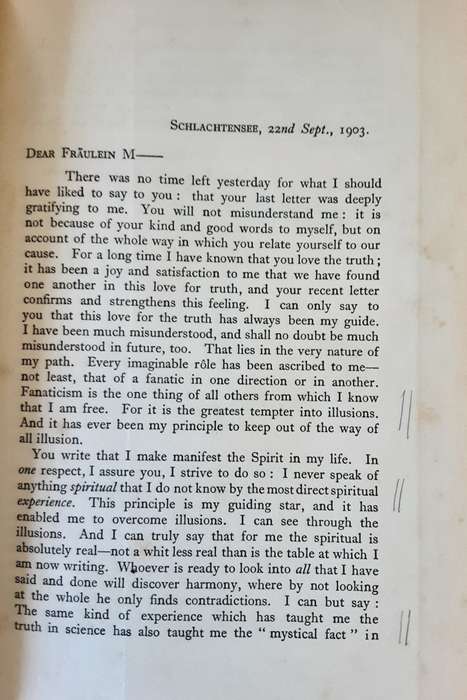 SCHLACHTENSEE, 22nd Sept., 1903.
DEAR FRÄULEIN M——
There was no time left yesterday for what I should
have liked to say to you : that your last letter was deeply
gratifying to me. You will not misunderstand me : it is
not because of your kind and good words to myself, but on
account of the whole way in which you relate yourself to our
cause. For a long time I have known that you love the truth ;
it has been a joy and satisfaction to me that we have found
one another in this love for truth, and your recent letter
confirms and strengthens this feeling. I can only say to
you that this love for the truth has always been my guide.
I have been much misunderstood, and shall no doubt be much
misunderstood in future, too. That lies in the very nature of
my path. Every imaginable rôle has been ascribed to me—
not least, that of a fanatic in one direction or in another.
Fanaticism is the one thing of all others from which I know
that I am free. For it is the greatest tempter into illusions.
And it has ever been my principle to keep out of the way of
all illusion.
You write that I make manifest the Spirit in my life. In
one respect, I assure you, I strive to do so : I never speak of
anything spiritual that I do not know by the most direct spiritual
experience. This principle is my guiding star, and it has
enabled me to overcome illusions. I can see through the
illusions. And I can truly say that for me the spiritual is
absolutely real—not a whit less real than is the table at which I
am now writing. Whoever is ready to look into all that I have
said and done will discover harmony, where by not looking
at the whole he only finds contradictions. I can but say :
The same kind of experience which has taught me the
truth in science has also taught me the “ mystical fact ” in